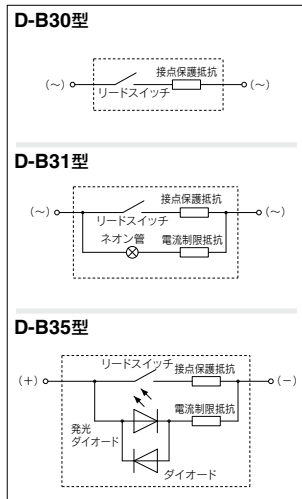 D-B30型
接点保護抵抗
(～) (～)
リードスイッチ
D-B31型
接点保護抵抗
(～) (～)
リードスイッチ
ネオン管 電流制限抵抗
D-B35型
リードスイッチ 接点保護抵抗
(+) (−)
電流制限抵抗
発光
ダイオード
ダイオード